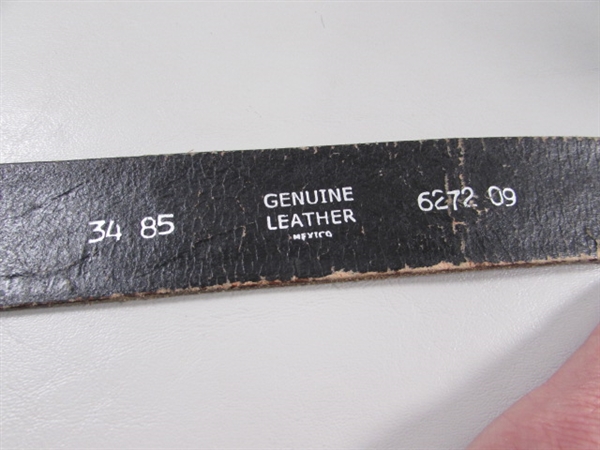 34 85
GENUINE
LEATHER
MEXICO
6272 09